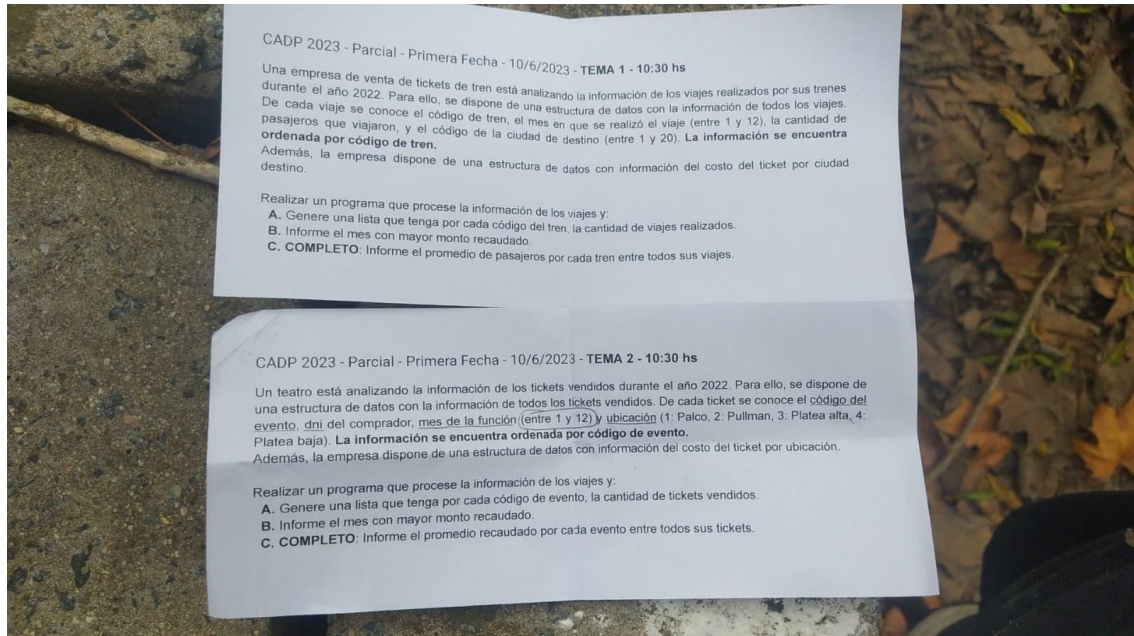 CADP 2023 - Parcial - Primera Fecha - 10/6/2023 - TEMA 1 - 10:30 hs
Una empresa de venta de tickets de tren está analizando la información de los viajes realizados por sus trenes
durante el año 2022. Para ello, se dispone de una estructura de datos con la información de todos los viajes.
De cada viaje se conoce el código de tren, el mes en que se realizó el viaje (entre 1 y 12), la cantidad de
pasajeros que viajaron, y el código de la ciudad de destino (entre 1 y 20). La información se encuentra
ordenada por código de tren.
Además, la empresa dispone de una estructura de datos con información del costo del ticket por ciudad
destino.
Realizar un programa que procese la información de los viajes y:
A. Genere una lista que tenga por cada código del tren, la cantidad de viajes realizados.
B. Informe el mes con mayor monto recaudado.
C. COMPLETO: Informe el promedio de pasajeros por cada tren entre todos sus viajes.
CADP 2023 - Parcial - Primera Fecha - 10/6/2023 - TEMA 2 - 10:30 hs
Un teatro está analizando la información de los tickets vendidos durante el año 2022. Para ello, se dispone de
una estructura de datos con la información de todos los tickets vendidos. De cada ticket se conoce el código del
evento, dni del comprador, mes de la función (entre 1 y 12) y ubicación (1: Palco, 2: Pullman, 3: Platea alta, 4:
Platea baja). La información se encuentra ordenada por código de evento.
Además, la empresa dispone de una estructura de datos con información del costo del ticket por ubicación.
Realizar un programa que procese la información de los viajes y:
A. Genere una lista que tenga por cada código de evento, la cantidad de tickets vendidos.
B. Informe el mes con mayor monto recaudado.
C. COMPLETO: Informe el promedio recaudado por cada evento entre todos sus tickets.